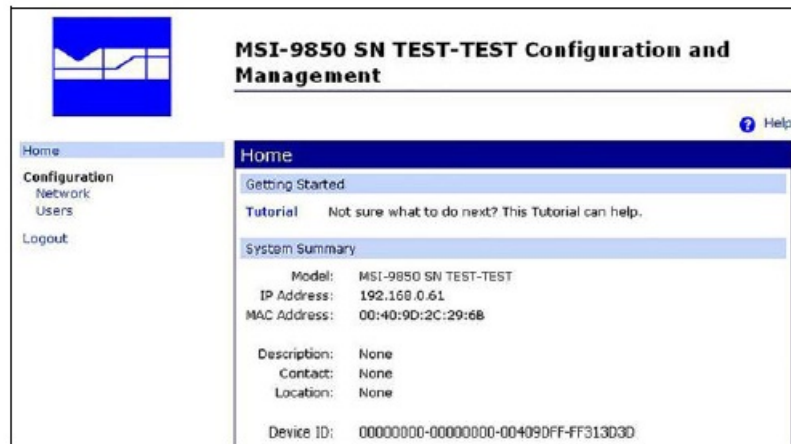 MSI-9850 SN TEST-TEST Configuration and
Management
? Help
Home
Configuration
Network
Users
Logout
Home
Getting Started
Tutorial Not sure what to do next? This Tutorial can help.
System Summary
Model: MSI-9850 SN TEST-TEST
IP Address: 192.168.0.61
MAC Address: 00:40:9D:2C:29:6B
Description: None
Contact: None
Location: None
Device ID: 00000000-00000000-00409DFF-FF313D3D